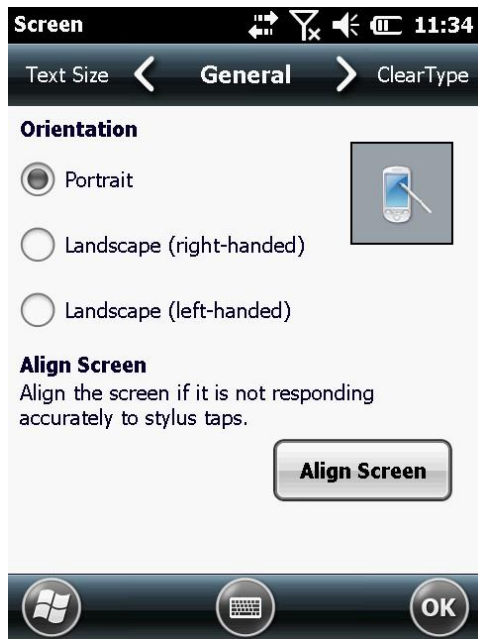 Screen 11:34
Text Size General ClearType
Orientation
Portrait
Landscape (right-handed)
Landscape (left-handed)
Align Screen
Align the screen if it is not responding
accurately to stylus taps.
Align Screen
OK